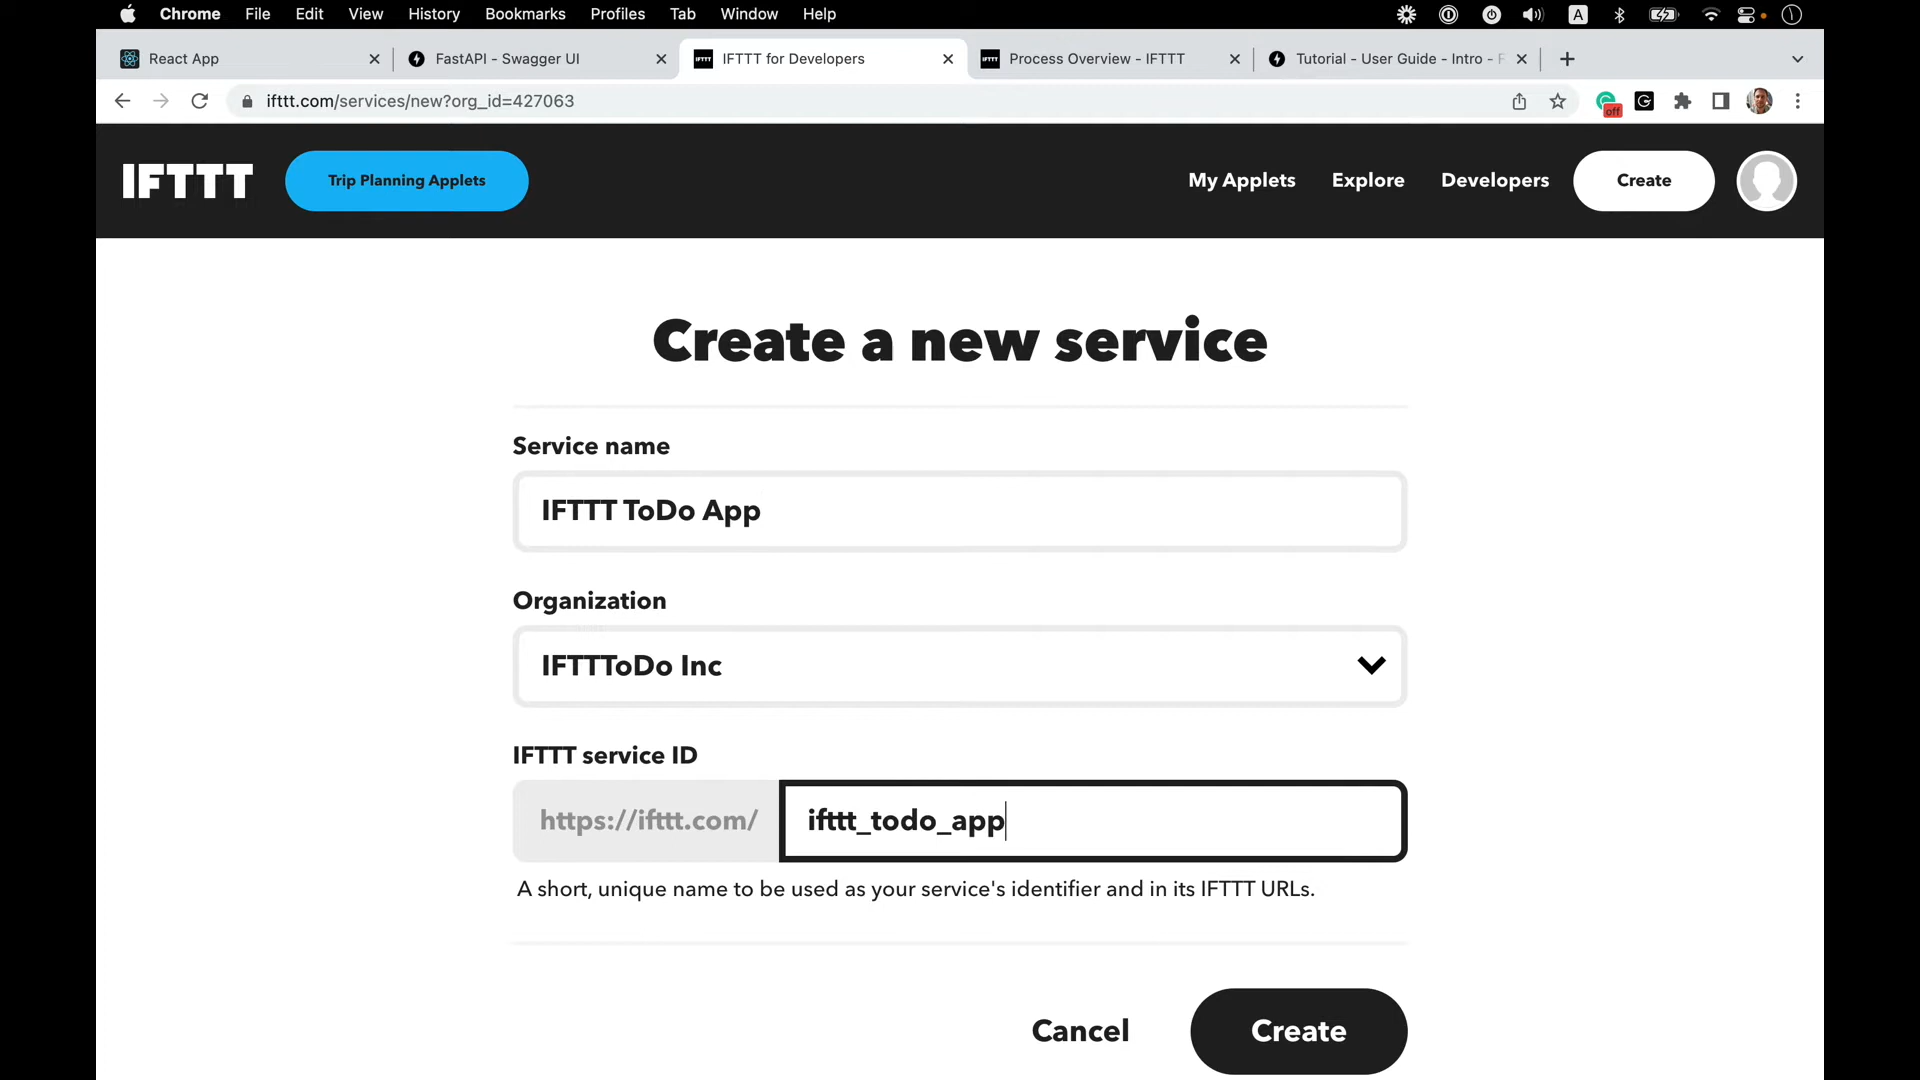 Chrome File Edit View History Bookmarks Profiles Tab Window Help A
React App FastAPI - Swagger UI IFTTT IFTTT for Developers IFTTT Process Overview - IFTTT Tutorial - User Guide - Intro - F
ifttt.com/services/new?org_id=427063 off G
IFTTT Trip Planning Applets My Applets Explore Developers Create
Create a new service
Service name
IFTTT ToDo App
Organization
IFTTToDo Inc
IFTTT service ID
https://ifttt.com/ ifttt_todo_app
A short, unique name to be used as your service's identifier and in its IFTTT URLs.
Cancel Create